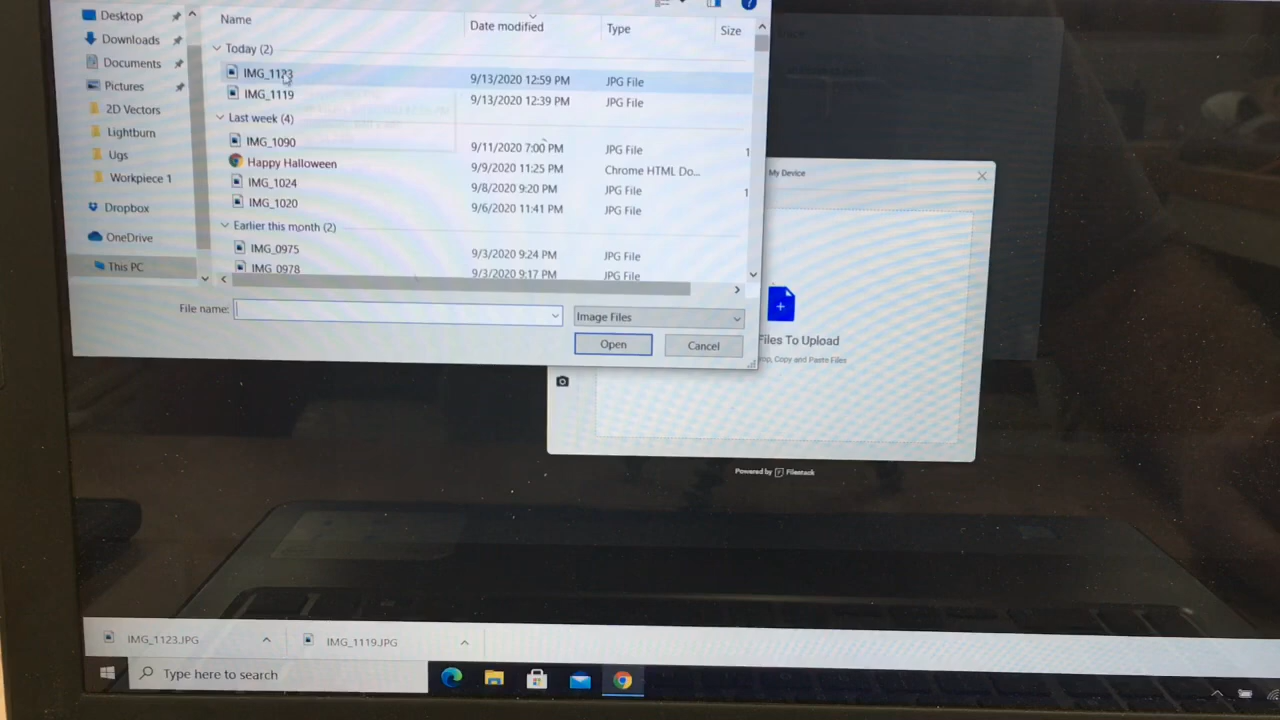 Desktop
Downloads
Documents
Pictures
2D Vectors
Lightburn
Ugs
Workpiece 1
Dropbox
OneDrive
This PC
Name Date modified Type Size
Today (2)
IMG_1123 9/13/2020 12:59 PM JPG File
IMG_1119 9/13/2020 12:39 PM JPG File
Last week (4)
IMG_1090 9/11/2020 7:00 PM JPG File 1
Happy Halloween 9/9/2020 11:25 PM Chrome HTML Do...
IMG_1024 9/8/2020 9:20 PM JPG File 1
IMG_1020 9/6/2020 11:41 PM JPG File
Earlier this month (2)
IMG_0975 9/3/2020 9:24 PM JPG File
IMG_0978 9/3/2020 9:17 PM JPG File
File name: Image Files
Open Cancel
My Device
Files To Upload
Copy and Paste Files
Powered by Filestack
IMG_1123.JPG IMG_1119.JPG
Type here to search